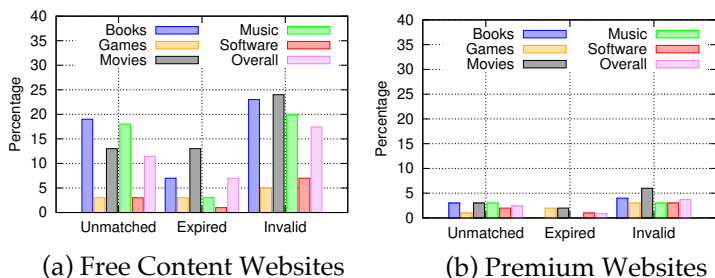 40
35
30
25
20
15
10
5
0
Percentage
Books
Games
Movies
Music
Software
Overall
Unmatched Expired Invalid
(a) Free Content Websites
40
35
30
25
20
15
10
5
0
Percentage
Books
Games
Movies
Music
Software
Overall
Unmatched Expired Invalid
(b) Premium Websites